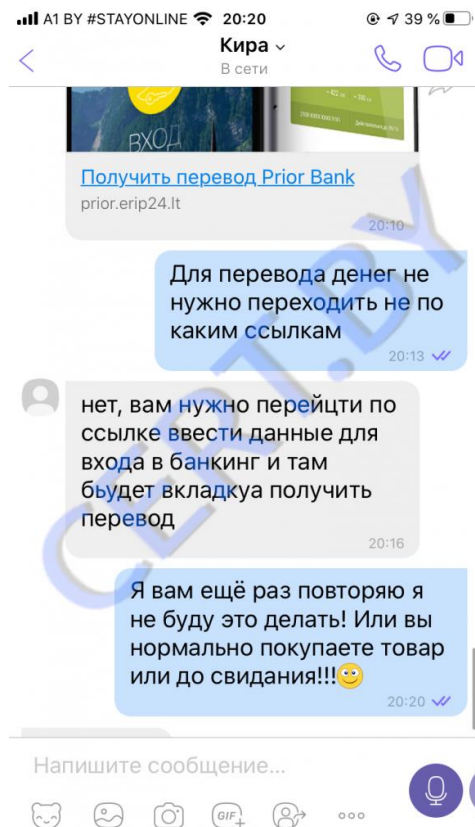 A1 BY #STAYONLINE 20:20 39 %
Кира
В сети
ВХОД
Получить перевод Prior Bank
prior.erip24.lt
20:10
Для перевода денег не
нужно переходить не по
каким ссылкам
20:13
нет, вам нужно перейцти по
ссылке ввести данные для
входа в банкинг и там
бьудет вкладкуа получить
перевод
20:16
Я вам ещё раз повторяю я
не буду это делать! Или вы
нормально покупаете товар
или до свидания!!!
20:20
Напишите сообщение...
GIF
CERT.BY